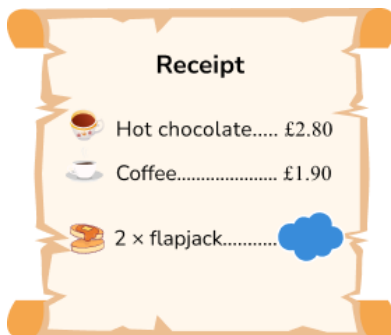 Receipt
Hot chocolate..... £2.80
Coffee..................... £1.90
2 × flapjack...........